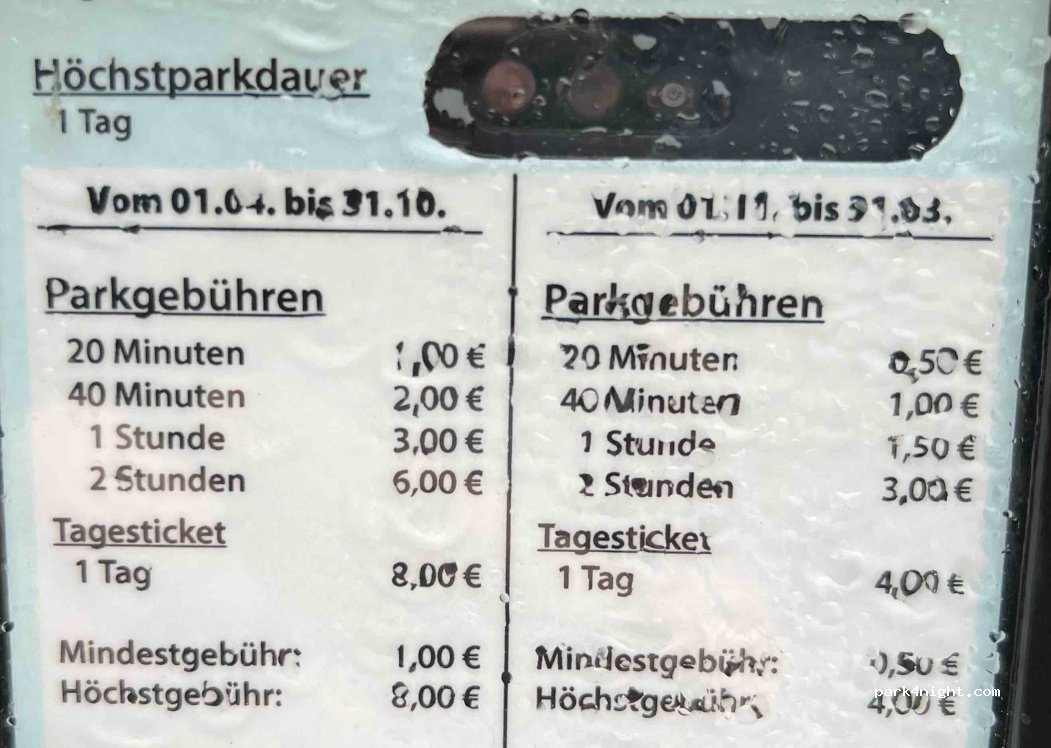 Höchstparkdauer
1 Tag
Vom 01.04. bis 31.10.
Parkgebühren
20 Minuten 1,00 €
40 Minuten 2,00 €
1 Stunde 3,00 €
2 Stunden 6,00 €
Tagesticket
1 Tag 8,00 €
Mindestgebühr: 1,00 €
Höchstgebühr: 8,00 €
Vom 01.11. bis 31.03.
Parkgebühren
20 Minuten 0,50 €
40 Minuten 1,00 €
1 Stunde 1,50 €
2 Stunden 3,00 €
Tagesticket
1 Tag 4,00 €
Mindestgebühr: 0,50 €
Höchstgebühr: 4,00 €
park4night.com